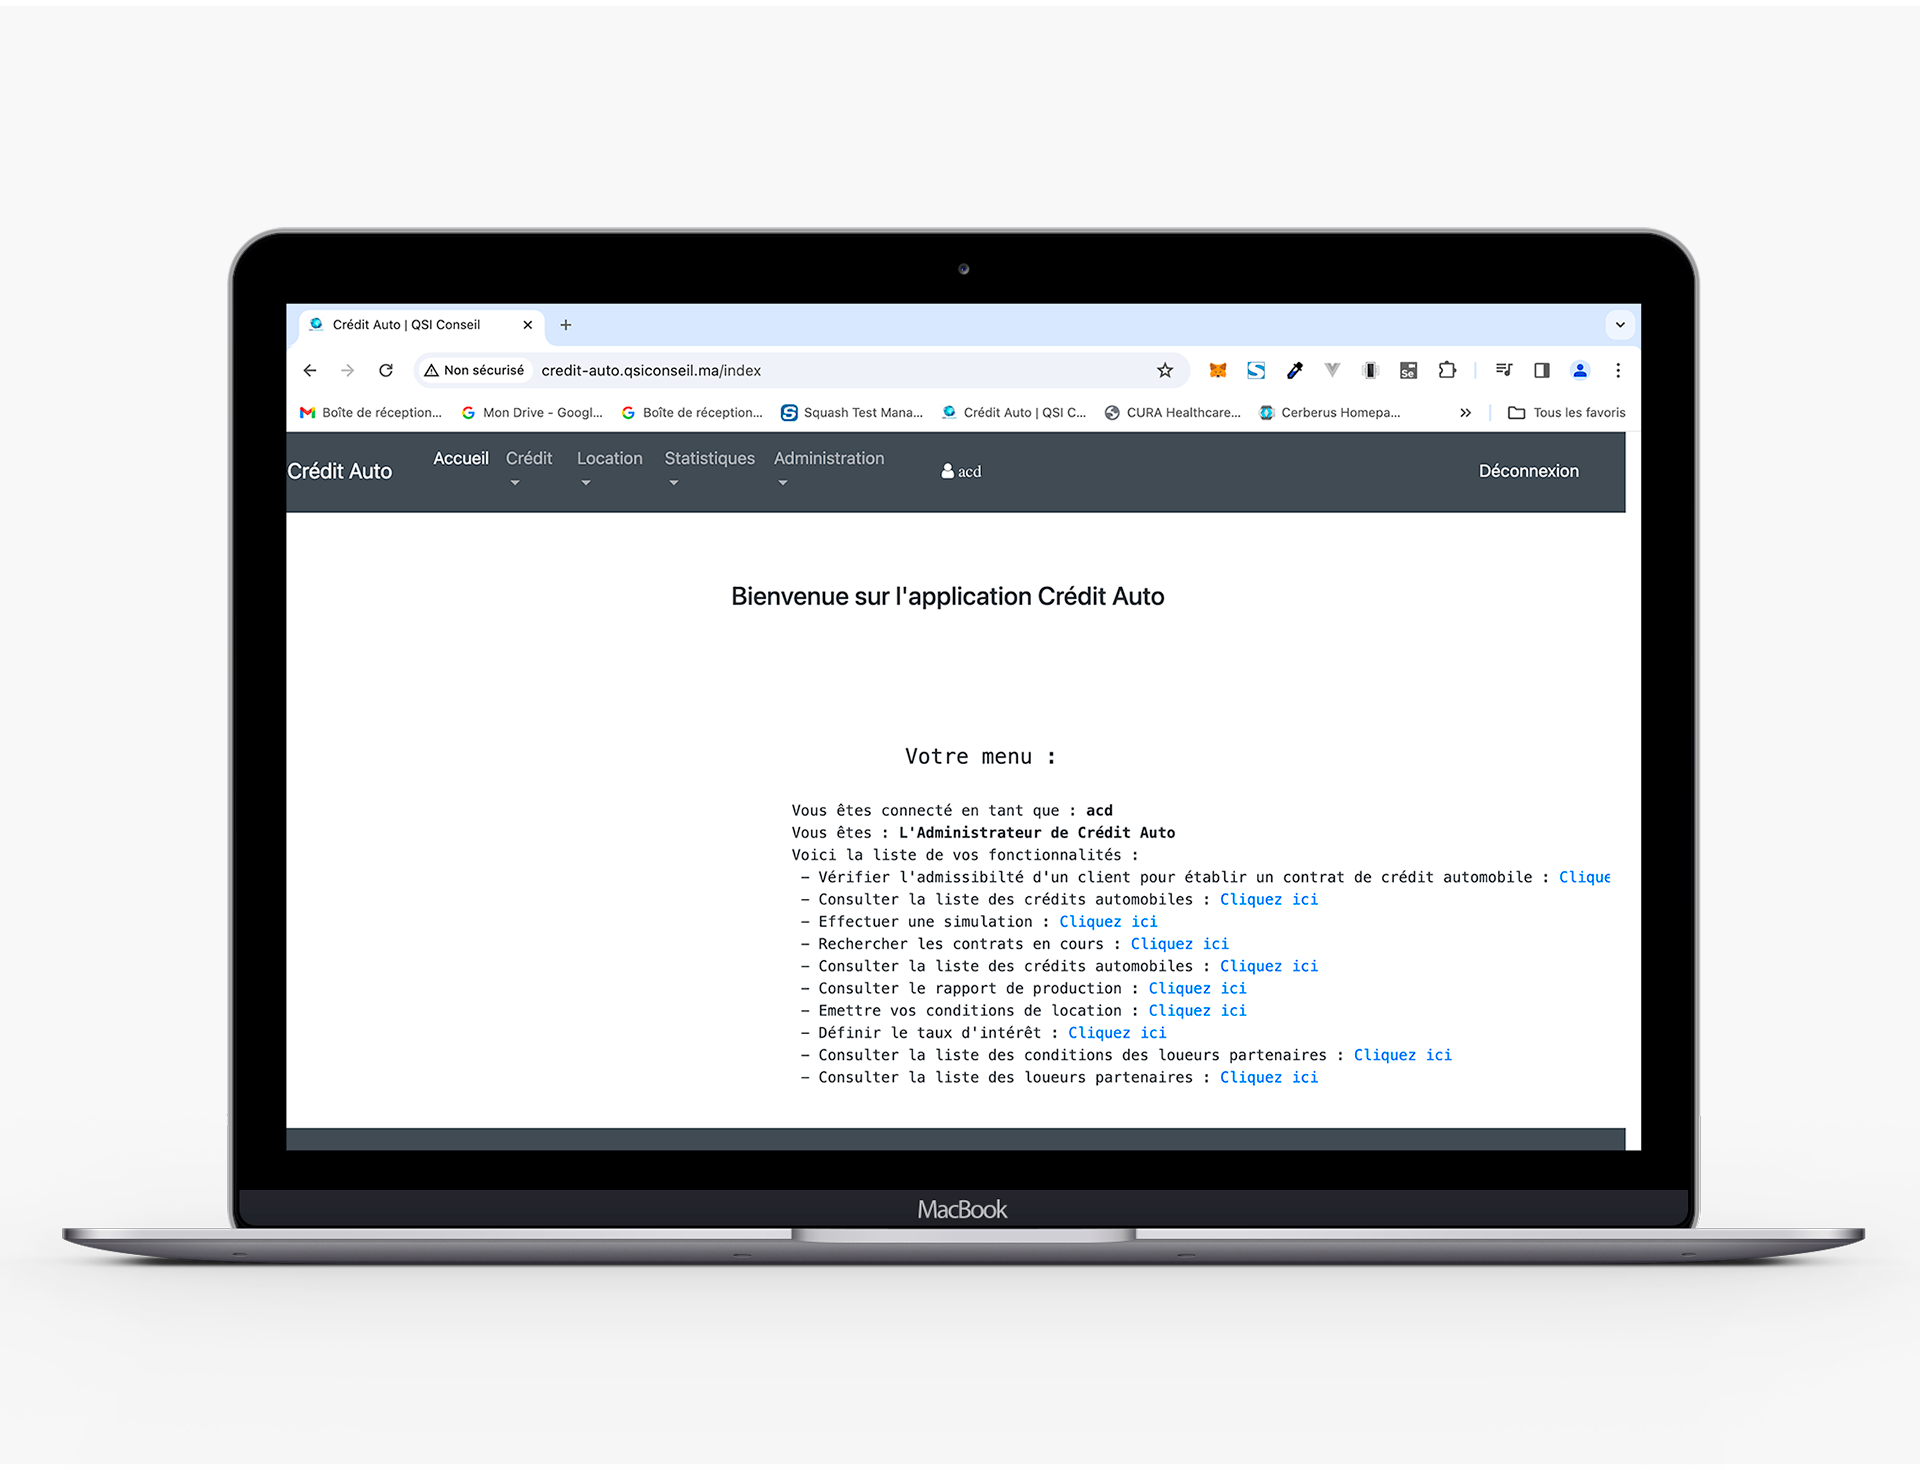 Crédit Auto | QSI Conseil
Non sécurisé credit-auto.qsiconseil.ma/index
Boîte de réception... Mon Drive - Googl... Boîte de réception... Squash Test Mana... Crédit Auto | QSI C... CURA Healthcare... Cerberus Homepa... » Tous les favoris
Crédit Auto Accueil Crédit Location Statistiques Administration acd Déconnexion
Bienvenue sur l'application Crédit Auto
Votre menu :
Vous êtes connecté en tant que : acd
Vous êtes : L'Administrateur de Crédit Auto
Voici la liste de vos fonctionnalités :
– Vérifier l'admissibilté d'un client pour établir un contrat de crédit automobile : Clique
– Consulter la liste des crédits automobiles : Cliquez ici
– Effectuer une simulation : Cliquez ici
– Rechercher les contrats en cours : Cliquez ici
– Consulter la liste des crédits automobiles : Cliquez ici
– Consulter le rapport de production : Cliquez ici
– Emettre vos conditions de location : Cliquez ici
– Définir le taux d'intérêt : Cliquez ici
– Consulter la liste des conditions des loueurs partenaires : Cliquez ici
– Consulter la liste des loueurs partenaires : Cliquez ici
MacBook